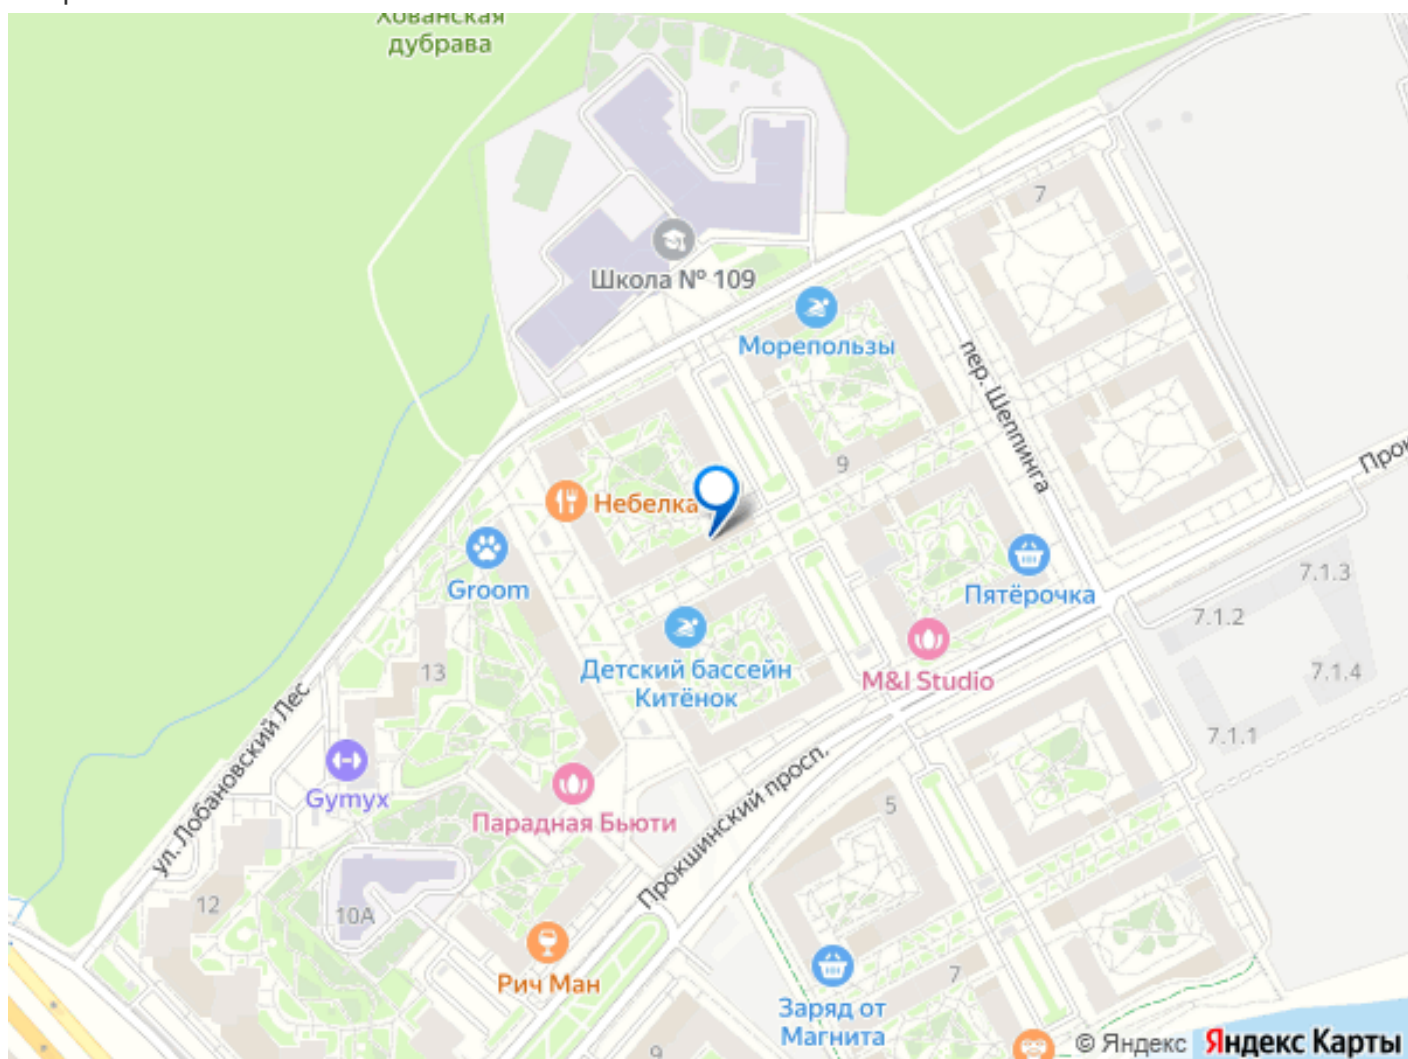 Хованская
дубрава
7
Школа № 109
Морепользы
пер. Шеппинга
9
Небелка
Groom
Пятёрочка
7.1.3
7.1.2
Детский бассейн
Китёнок
M&I Studio
7.1.4
13
7.1.1
ул. Лобановский Лес
Gymyx
Парадная Бьюти
Прокшинский просп.
5
12
10А
Рич Ман
7
Заряд от
Магнита
9
© Яндекс Яндекс Карты